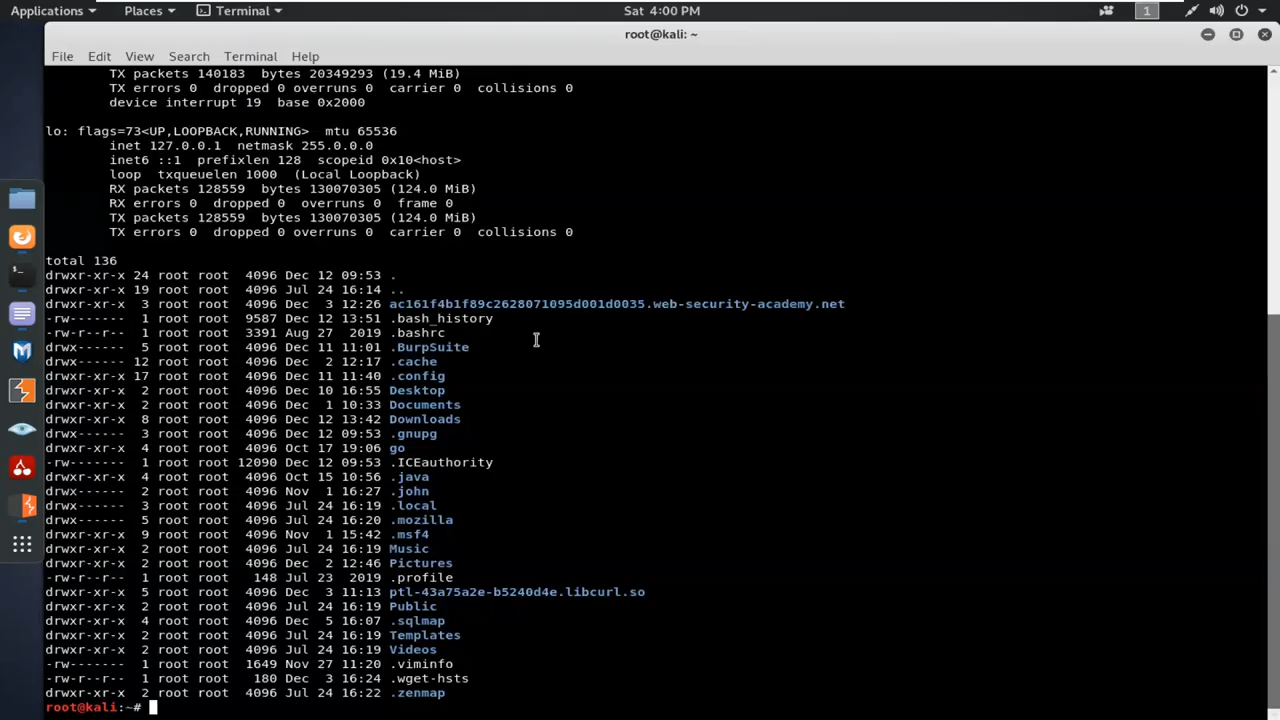 Applications Places Terminal Sat 4:00 PM 1
root@kali: ~
File Edit View Search Terminal Help
TX packets 140183  bytes 20349293 (19.4 MiB)
TX errors 0  dropped 0 overruns 0  carrier 0  collisions 0
device interrupt 19  base 0x2000
lo: flags=73<UP,LOOPBACK,RUNNING>  mtu 65536
inet 127.0.0.1  netmask 255.0.0.0
inet6 ::1  prefixlen 128  scopeid 0x10<host>
loop  txqueuelen 1000  (Local Loopback)
RX packets 128559  bytes 130070305 (124.0 MiB)
RX errors 0  dropped 0  overruns 0  frame 0
TX packets 128559  bytes 130070305 (124.0 MiB)
TX errors 0  dropped 0 overruns 0  carrier 0  collisions 0
total 136
drwxr-xr-x 24 root root  4096 Dec 12 09:53 .
drwxr-xr-x 19 root root  4096 Jul 24 16:14 ..
drwxr-xr-x  3 root root  4096 Dec  3 12:26 ac161f4b1f89c2628071095d001d0035.web-security-academy.net
-rw-------  1 root root  9587 Dec 12 13:51 .bash_history
-rw-r--r--  1 root root  3391 Aug 27  2019 .bashrc
drwx------  5 root root  4096 Dec 11 11:01 .BurpSuite
drwx------ 12 root root  4096 Dec  2 12:17 .cache
drwxr-xr-x 17 root root  4096 Dec 11 11:40 .config
drwxr-xr-x  2 root root  4096 Dec 10 16:55 Desktop
drwxr-xr-x  2 root root  4096 Dec  1 10:33 Documents
drwxr-xr-x  8 root root  4096 Dec 12 13:42 Downloads
drwx------  3 root root  4096 Dec 12 09:53 .gnupg
drwxr-xr-x  4 root root  4096 Oct 17 19:06 go
-rw-------  1 root root 12090 Dec 12 09:53 .ICEauthority
drwxr-xr-x  4 root root  4096 Oct 15 10:56 .java
drwx------  2 root root  4096 Nov  1 16:27 .john
drwx------  3 root root  4096 Jul 24 16:19 .local
drwx------  5 root root  4096 Jul 24 16:20 .mozilla
drwxr-xr-x  9 root root  4096 Nov  1 15:42 .msf4
drwxr-xr-x  2 root root  4096 Jul 24 16:19 Music
drwxr-xr-x  2 root root  4096 Dec  2 12:46 Pictures
-rw-r--r--  1 root root   148 Jul 23  2019 .profile
drwxr-xr-x  5 root root  4096 Dec  3 11:13 ptl-43a75a2e-b5240d4e.libcurl.so
drwxr-xr-x  2 root root  4096 Jul 24 16:19 Public
drwxr-xr-x  4 root root  4096 Dec  5 16:07 .sqlmap
drwxr-xr-x  2 root root  4096 Jul 24 16:19 Templates
drwxr-xr-x  2 root root  4096 Jul 24 16:19 Videos
-rw-------  1 root root  1649 Nov 27 11:20 .viminfo
-rw-r--r--  1 root root   180 Dec  3 16:24 .wget-hsts
drwxr-xr-x  2 root root  4096 Jul 24 16:22 .zenmap
root@kali:~#